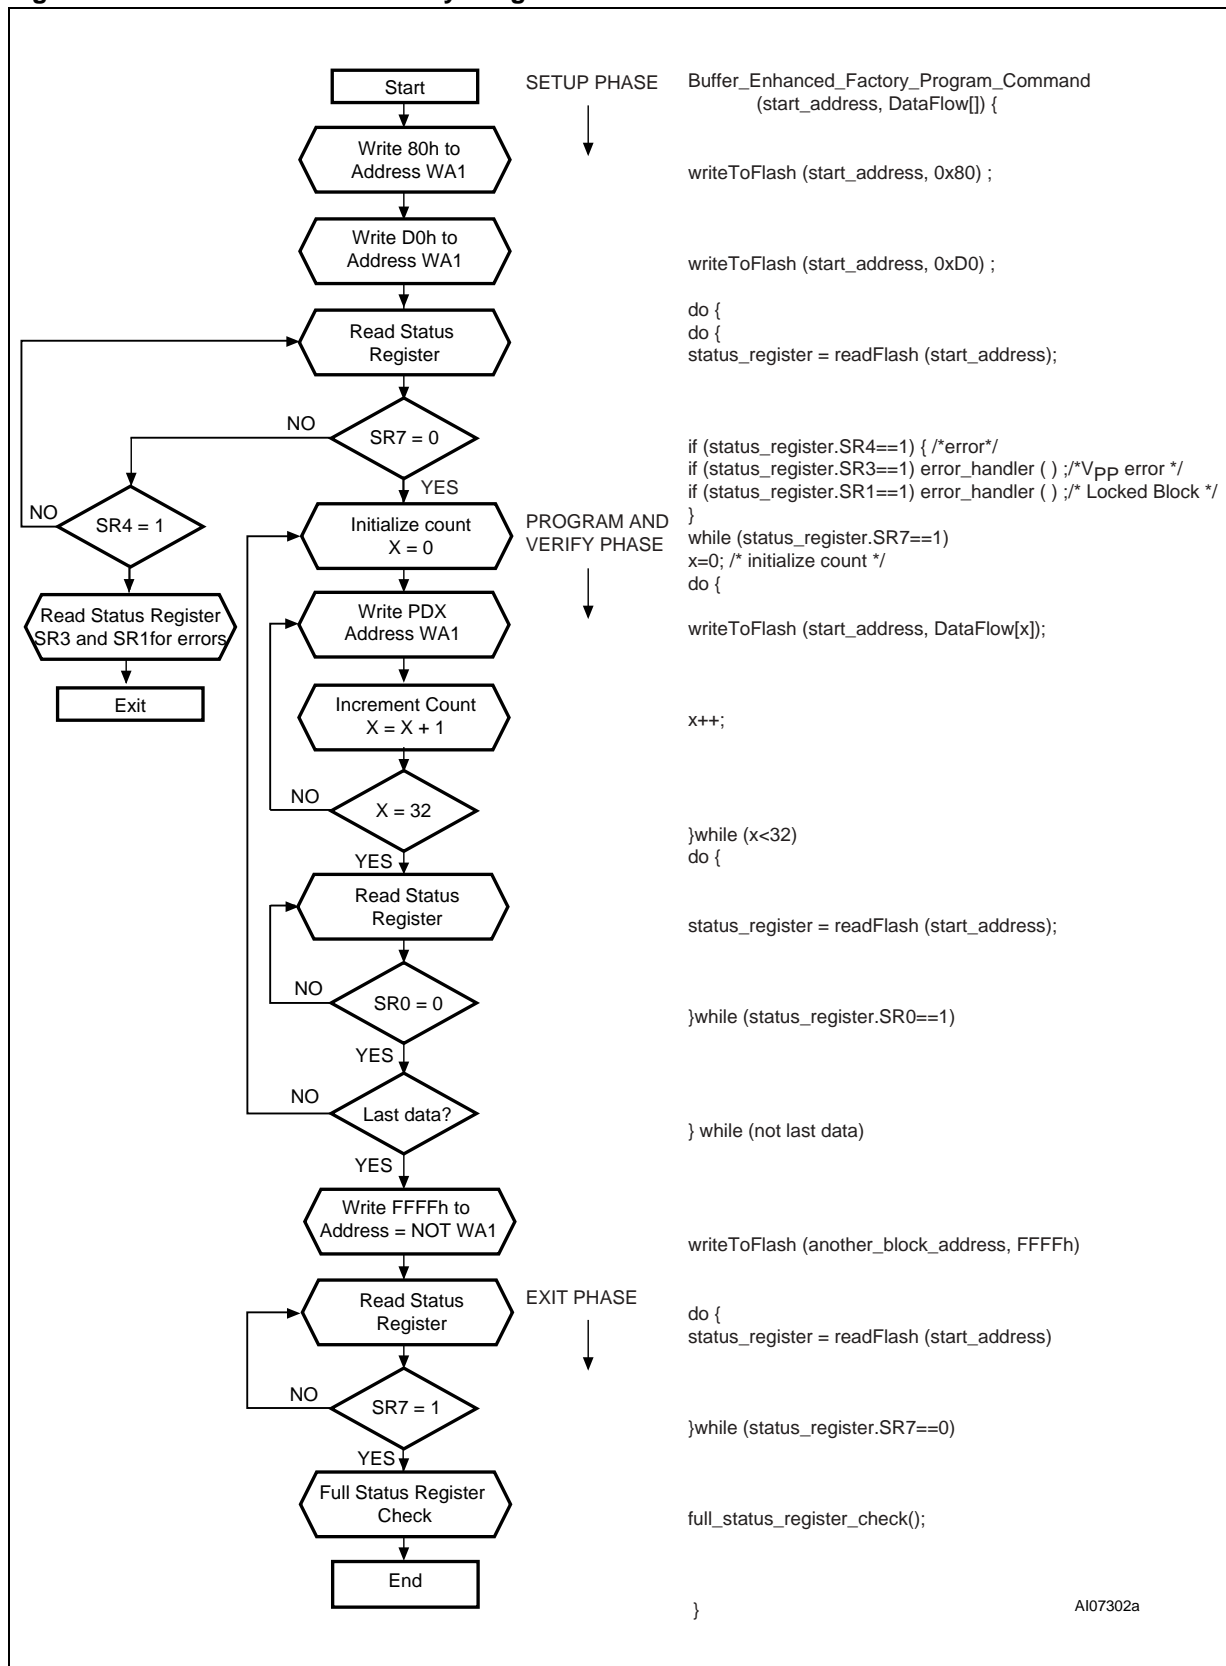 Start
SETUP PHASE
Buffer_Enhanced_Factory_Program_Command
(start_address, DataFlow[]) {
Write 80h to
Address WA1
writeToFlash (start_address, 0x80) ;
Write D0h to
Address WA1
writeToFlash (start_address, 0xD0) ;
do {
do {
Read Status
Register
status_register = readFlash (start_address);
NO
SR7 = 0
YES
if (status_register.SR4==1) { /*error*/
if (status_register.SR3==1) error_handler ( ) ;/*VPP error */
if (status_register.SR1==1) error_handler ( ) ;/* Locked Block */
}
while (status_register.SR7==1)
x=0; /* initialize count */
do {
NO
SR4 = 1
Initialize count
X = 0
PROGRAM AND
VERIFY PHASE
Read Status Register
SR3 and SR1for errors
Exit
Write PDX
Address WA1
writeToFlash (start_address, DataFlow[x]);
Increment Count
X = X + 1
x++;
NO
X = 32
YES
}while (x<32)
do {
Read Status
Register
status_register = readFlash (start_address);
NO
SR0 = 0
YES
}while (status_register.SR0==1)
NO
Last data?
YES
} while (not last data)
Write FFFFh to
Address = NOT WA1
writeToFlash (another_block_address, FFFFh)
Read Status
Register
EXIT PHASE
do {
status_register = readFlash (start_address)
NO
SR7 = 1
YES
}while (status_register.SR7==0)
Full Status Register
Check
full_status_register_check();
End
}
AI07302a